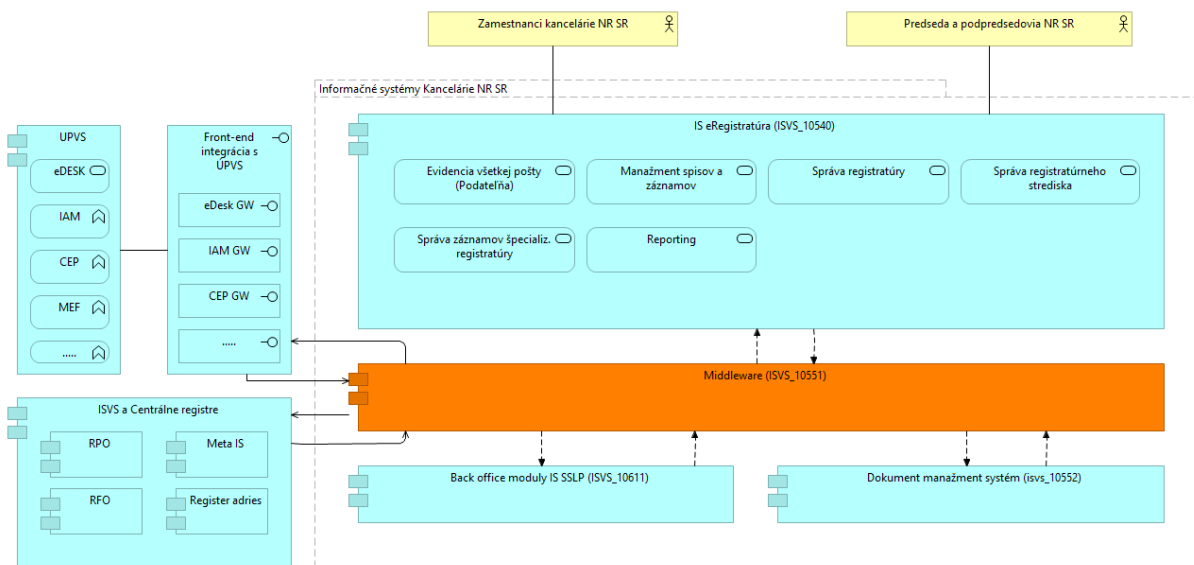 Zamestnanci kancelárie NR SR
Predseda a podpredsedovia NR SR
Informačné systémy Kancelárie NR SR
UPVS
eDESK
IAM
CEP
MEF
.....
Front-end
integrácia s
ÚPVS
eDesk GW
IAM GW
CEP GW
.....
IS eRegistratúra (ISVS_10540)
Evidencia všetkej pošty
(Podateľňa)
Manažment spisov a
záznamov
Správa registratúry
Správa registratúrneho
strediska
Správa záznamov špecializ.
registratúry
Reporting
Middleware (ISVS_10551)
ISVS a Centrálne registre
RPO
Meta IS
RFO
Register adries
Back office moduly IS SSLP (ISVS_10611)
Dokument manažment systém (isvs_10552)